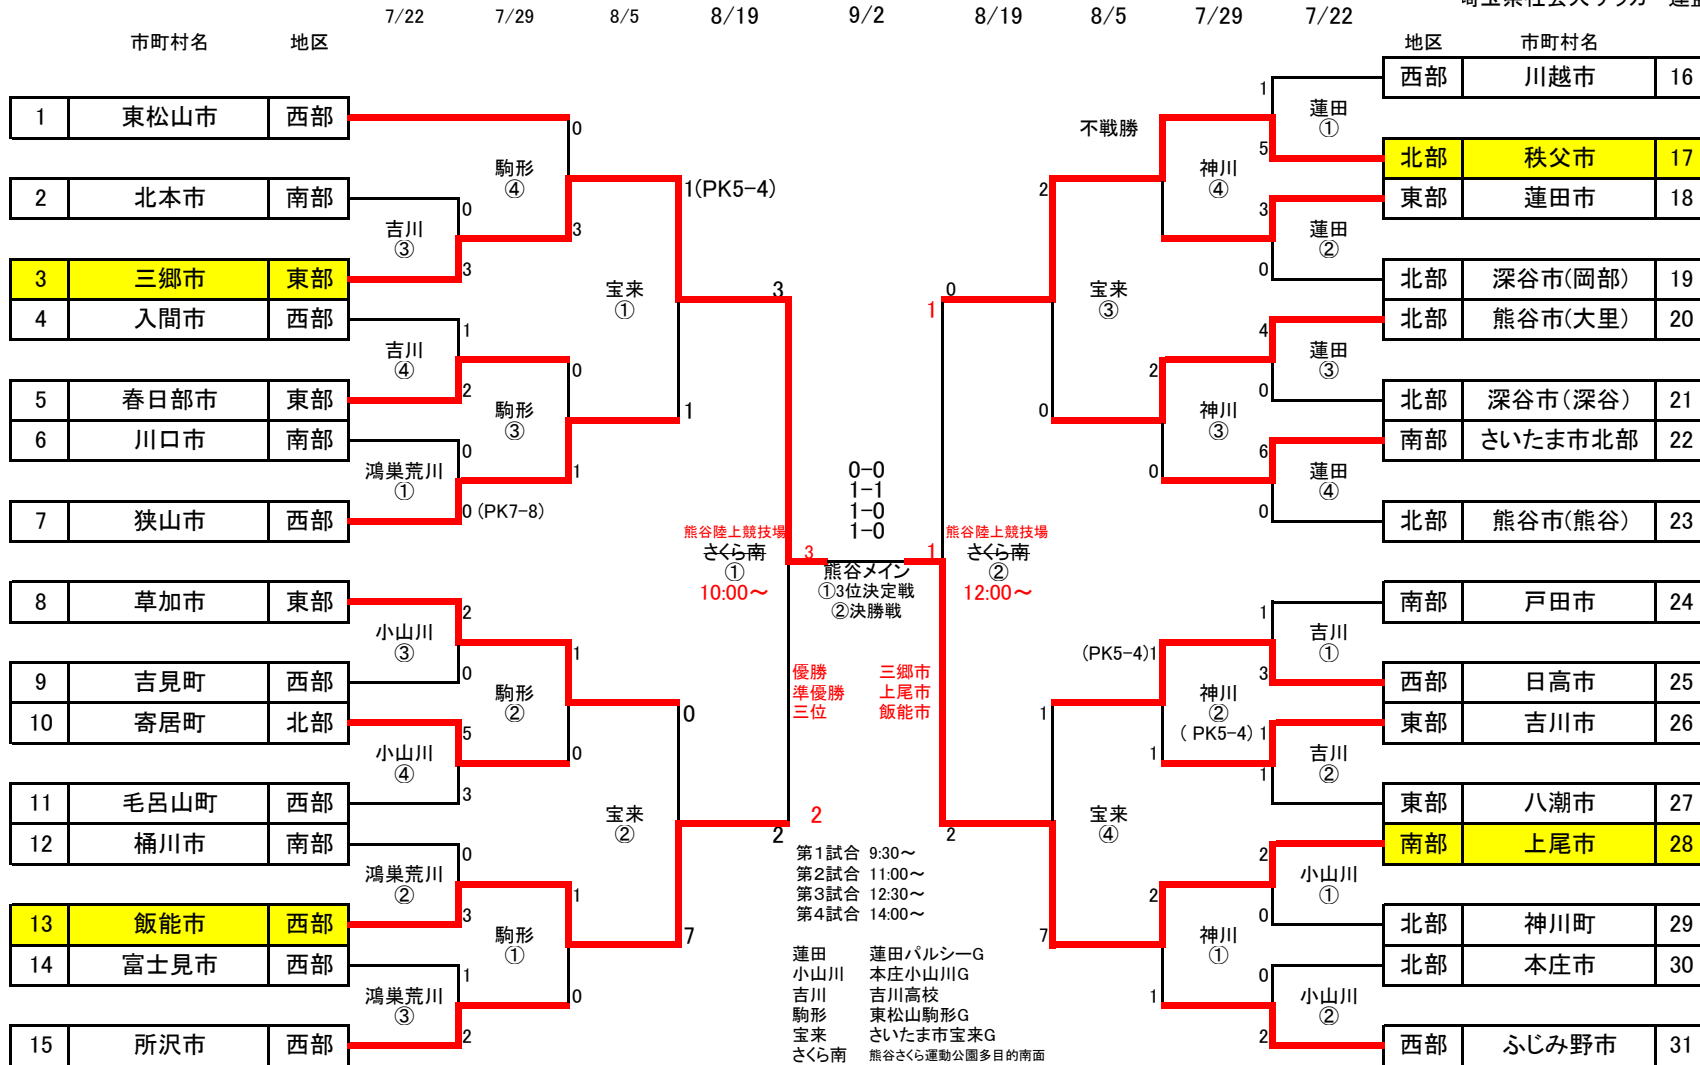 埼玉県社会人サッカー連盟
7/22 7/29 8/5 8/19 9/2 8/19 8/5 7/29 7/22
市町村名 地区
地区 市町村名
1 東松山市 西部
2 北本市 南部
3 三郷市 東部
4 入間市 西部
5 春日部市 東部
6 川口市 南部
7 狭山市 西部
8 草加市 東部
9 吉見町 西部
10 寄居町 北部
11 毛呂山町 西部
12 桶川市 南部
13 飯能市 西部
14 富士見市 西部
15 所沢市 西部
吉川
③
0
3
吉川
④
1
2
鴻巣荒川
①
0
0 (PK7-8)
小山川
③
2
0
小山川
④
5
3
鴻巣荒川
②
0
3
鴻巣荒川
③
1
2
駒形
④
0
3
駒形
③
0
1
駒形
②
1
0
駒形
①
1
0
宝来
①
1(PK5-4)
1
宝来
②
0
7
3
2
熊谷陸上競技場
さくら南
①
10:00～
3
2
0-0
1-1
1-0
1-0
熊谷メイン
①3位決定戦
②決勝戦
優勝 三郷市
準優勝 上尾市
三位 飯能市
第1試合 9:30～
第2試合 11:00～
第3試合 12:30～
第4試合 14:00～
蓮田 蓮田パルシーG
小山川 本庄小山川G
吉川 吉川高校
駒形 東松山駒形G
宝来 さいたま市宝来G
さくら南 熊谷さくら運動公園多目的南面
1
1
熊谷陸上競技場
さくら南
②
12:00～
0
2
宝来
③
2
0
宝来
④
1
7
不戦勝
神川
④
神川
③
2
0
(PK5-4)1
神川
②
1
神川
①
2
1
1
蓮田
①
5
3
蓮田
②
0
4
蓮田
③
0
6
蓮田
④
0
1
吉川
①
3
( PK5-4) 1
吉川
②
1
2
小山川
①
0
0
小山川
②
2
西部 川越市 16
北部 秩父市 17
東部 蓮田市 18
北部 深谷市(岡部) 19
北部 熊谷市(大里) 20
北部 深谷市(深谷) 21
南部 さいたま市北部 22
北部 熊谷市(熊谷) 23
南部 戸田市 24
西部 日高市 25
東部 吉川市 26
東部 八潮市 27
南部 上尾市 28
北部 神川町 29
北部 本庄市 30
西部 ふじみ野市 31